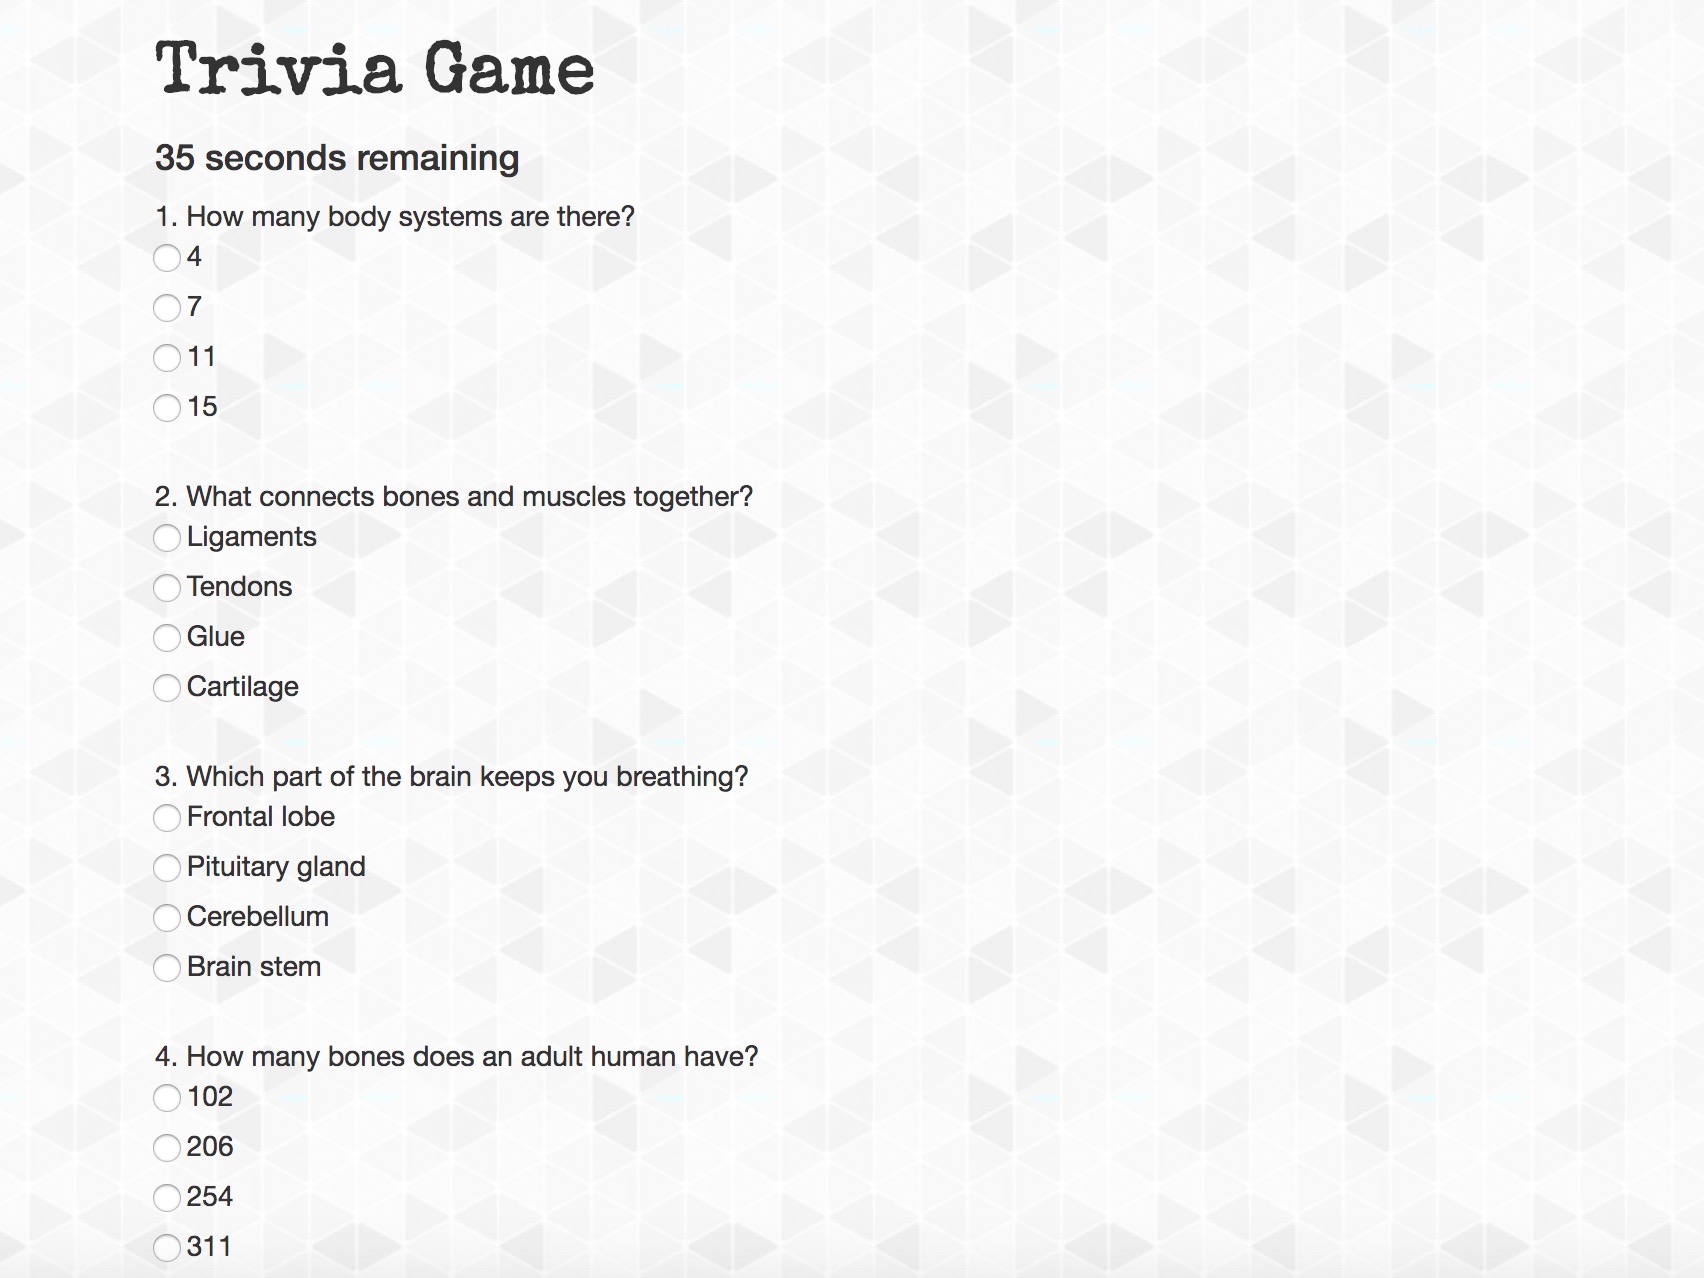 Trivia Game
35 seconds remaining
1. How many body systems are there?
4
7
11
15
2. What connects bones and muscles together?
Ligaments
Tendons
Glue
Cartilage
3. Which part of the brain keeps you breathing?
Frontal lobe
Pituitary gland
Cerebellum
Brain stem
4. How many bones does an adult human have?
102
206
254
311